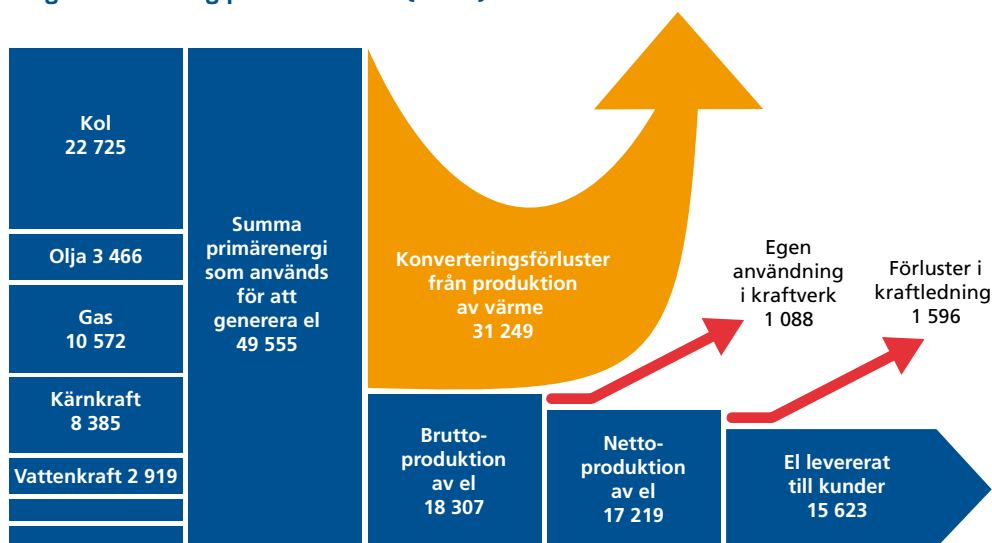 Kol
22 725
Olja 3 466
Gas
10 572
Kärnkraft
8 385
Vattenkraft 2 919
Summa
primärenergi
som används
för att
generera el
49 555
Konverteringsförluster
från produktion
av värme
31 249
Egen
användning
i kraftverk
1 088
Förluster i
kraftledning
1 596
Brutto-
produktion
av el
18 307
Netto-
produktion
av el
17 219
El levererat
till kunder
15 623